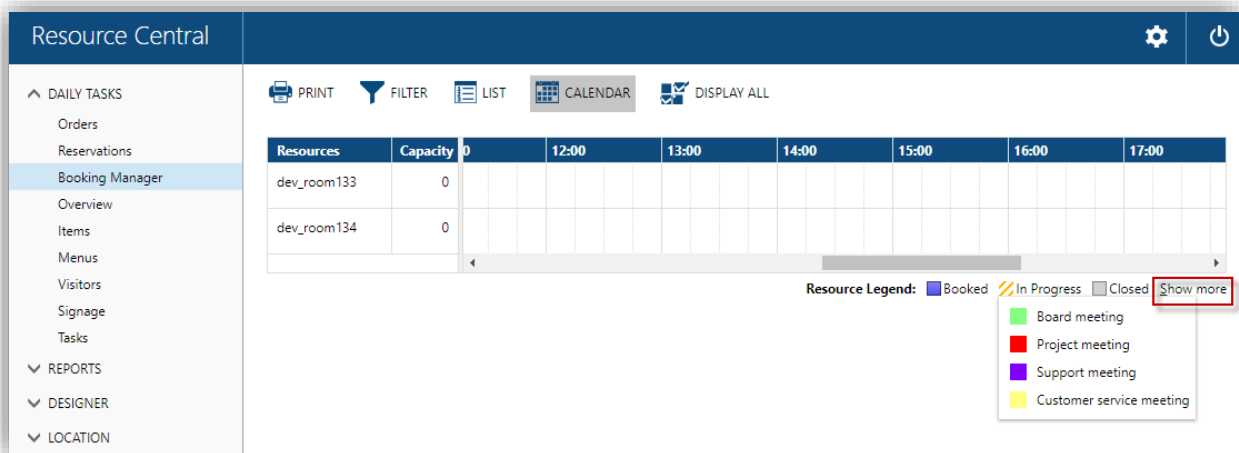 Resource Central
DAILY TASKS
Orders
Reservations
Booking Manager
Overview
Items
Menus
Visitors
Signage
Tasks
REPORTS
DESIGNER
LOCATION
PRINT FILTER LIST CALENDAR DISPLAY ALL
Resources Capacity 0 12:00 13:00 14:00 15:00 16:00 17:00
dev_room133 0
dev_room134 0
Resource Legend: Booked In Progress Closed Show more
Board meeting
Project meeting
Support meeting
Customer service meeting